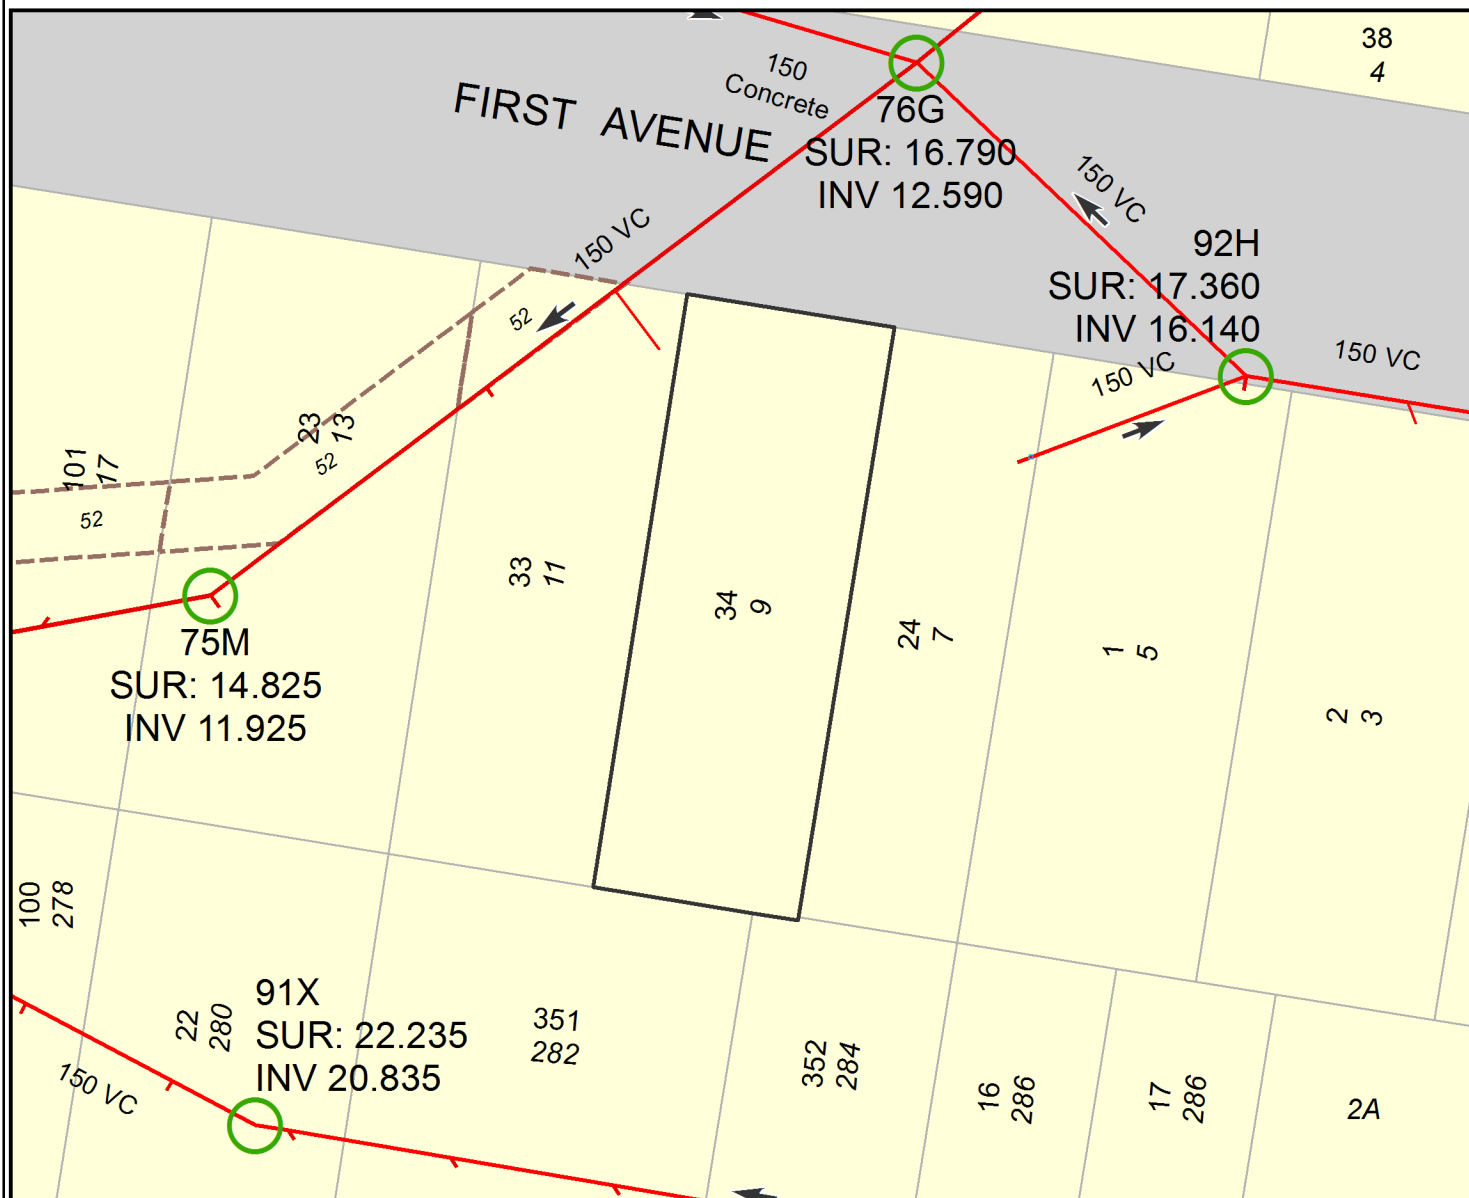 38
4
150
Concrete
FIRST AVENUE
76G
SUR: 16.790
INV 12.590
150 VC
150 VC
92H
SUR: 17.360
INV 16.140
150 VC
150 VC
52
23
13
52
101
17
52
33
11
34
9
24
7
1
5
2
3
75M
SUR: 14.825
INV 11.925
100
278
22
280
91X
SUR: 22.235
INV 20.835
150 VC
351
282
352
284
16
286
17
286
2A